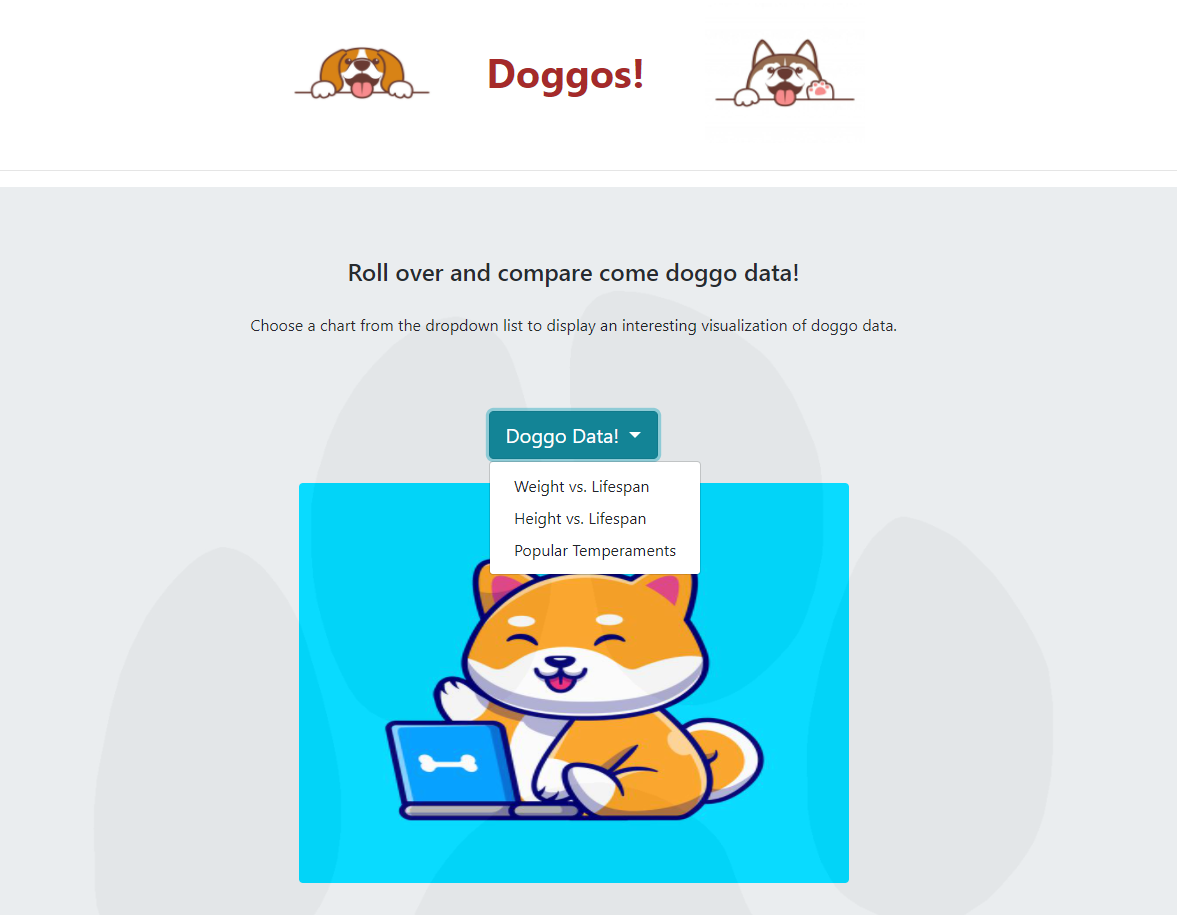 Doggos!
Roll over and compare come doggo data!
Choose a chart from the dropdown list to display an interesting visualization of doggo data.
Doggo Data!
Weight vs. Lifespan
Height vs. Lifespan
Popular Temperaments